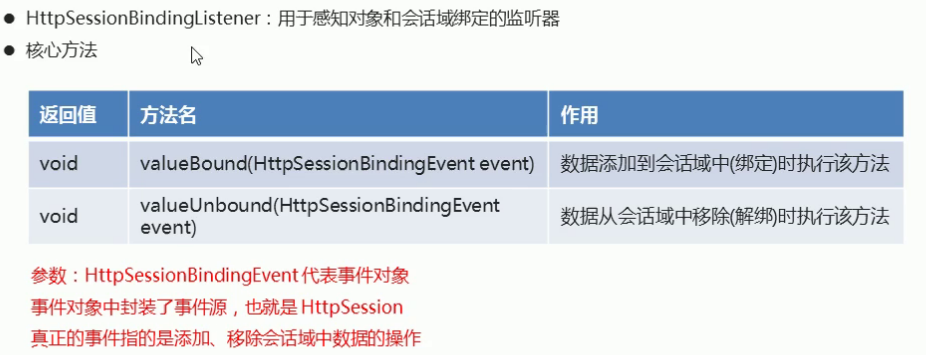 ● HttpSessionBindingListener：用于感知对象和会话域绑定的监听器
● 核心方法
返回值 方法名 作用
void valueBound(HttpSessionBindingEvent event) 数据添加到会话域中(绑定)时执行该方法
void valueUnbound(HttpSessionBindingEvent event) 数据从会话域中移除(解绑)时执行该方法
参数：HttpSessionBindingEvent 代表事件对象
事件对象中封装了事件源，也就是 HttpSession
真正的事件指的是添加、移除会话域中数据的操作